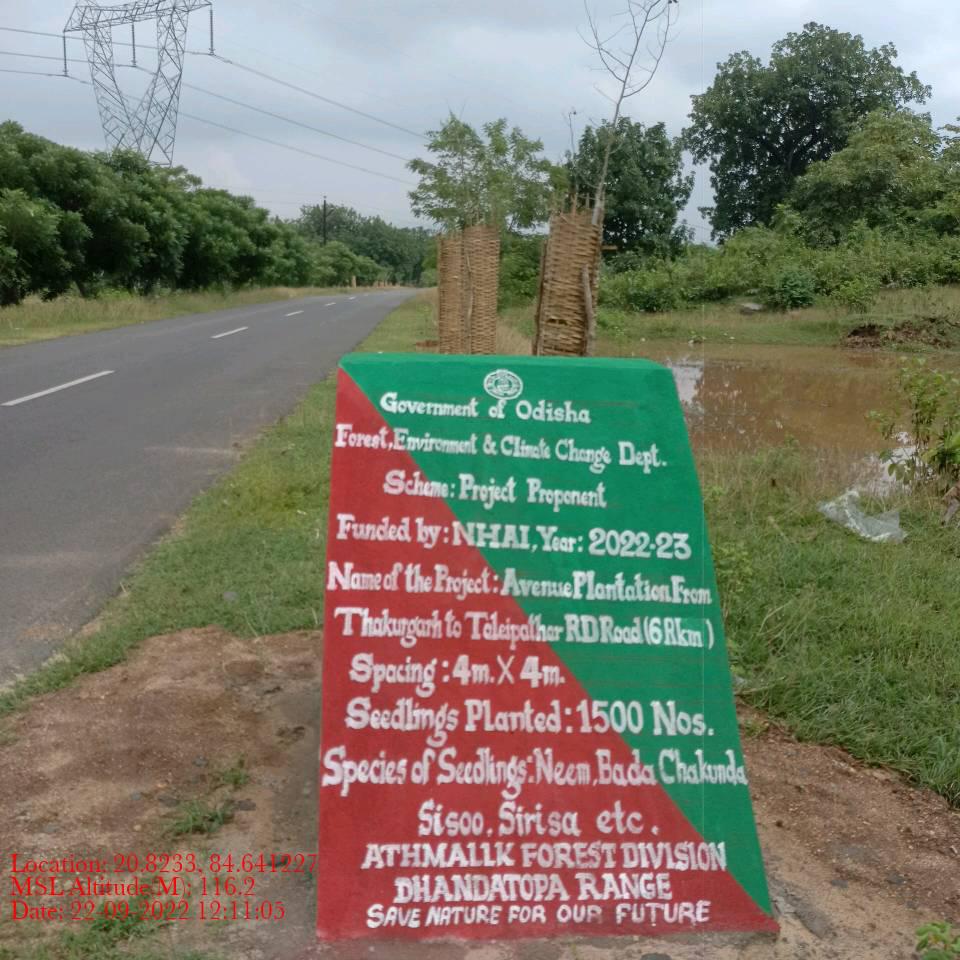 Government of Odisha
Forest, Environment & Climate Change Dept.
Scheme: Project Proponent
Funded by: NHAI, Year: 2022-23
Name of the Project: Avenue Plantation From
Thakurgarh to Taleipathar RD Road (6 Rkm)
Spacing: 4m. X 4m.
Seedlings Planted: 1500 Nos.
Species of Seedlings: Neem, Bada Chakunda
Sisoo, Sirisa etc.
ATHMALLK FOREST DIVISION
DHANDATOPA RANGE
SAVE NATURE FOR OUR FUTURE
Location: 20.8233, 84.641227
MSL Altitude(M): 116.2
Date: 22-09-2022 12:11:05